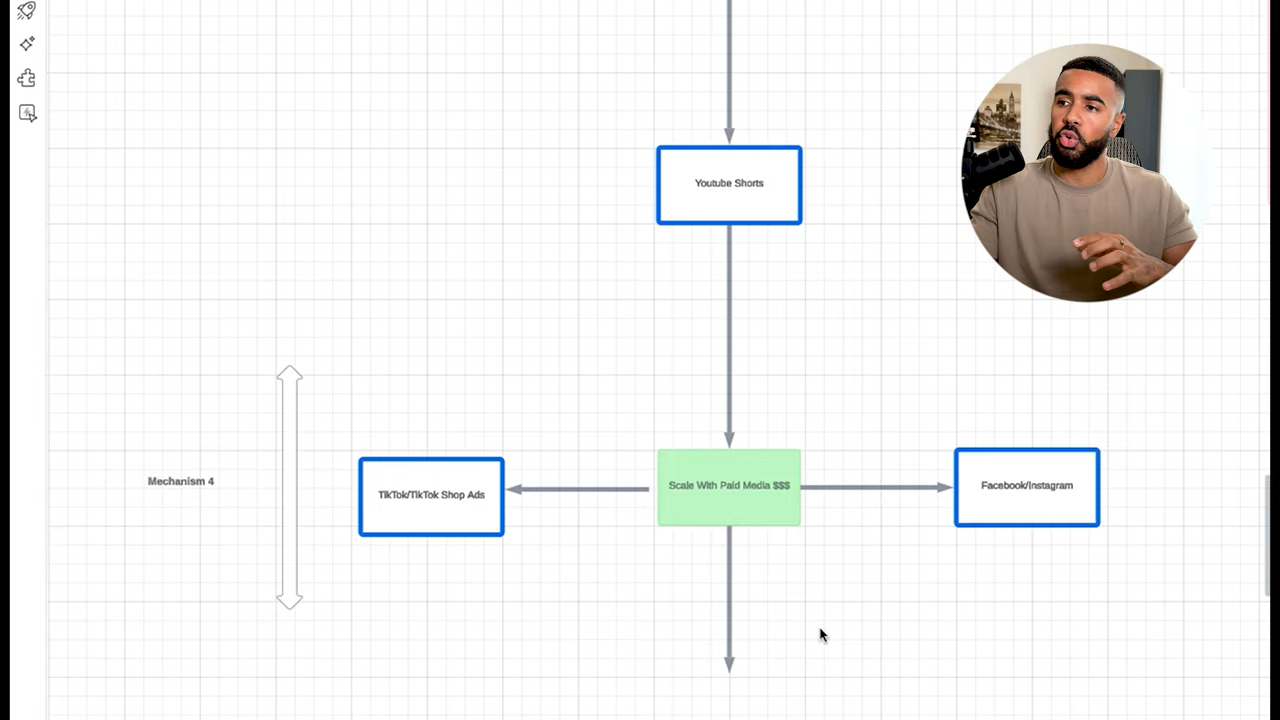 Youtube Shorts
Mechanism 4
TikTok/TikTok Shop Ads
Scale With Paid Media $$$
Facebook/Instagram